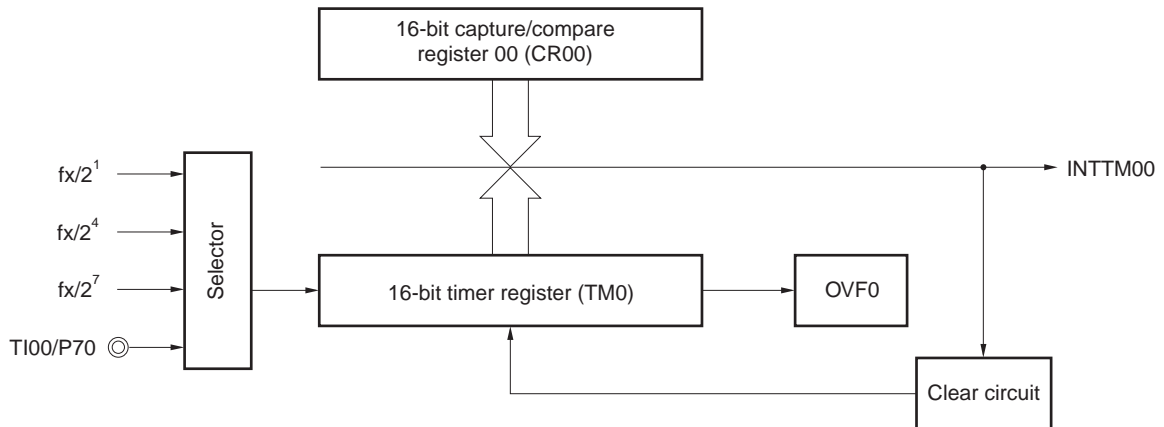 16-bit capture/compare
register 00 (CR00)
fx/2¹
fx/2⁴
fx/2⁷
TI00/P70
Selector
INTTM00
16-bit timer register (TM0)
OVF0
Clear circuit